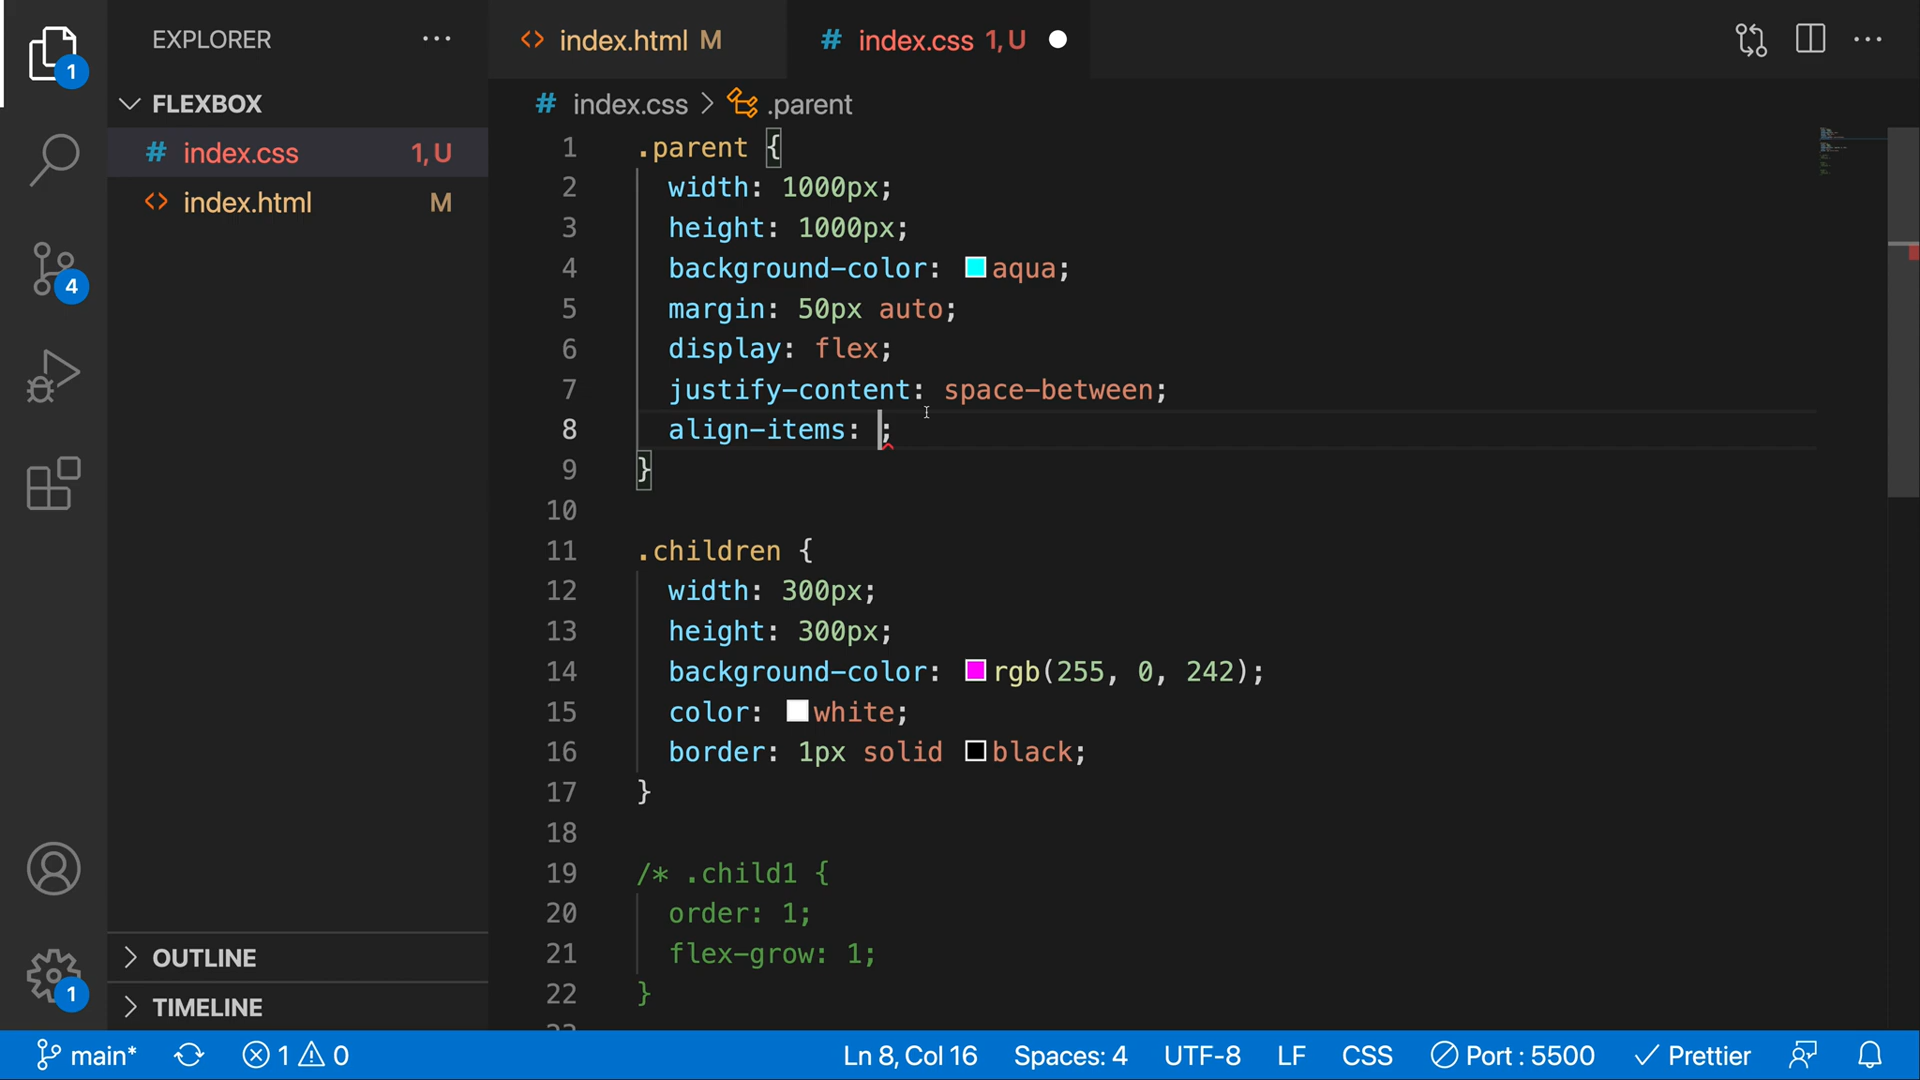 EXPLORER
FLEXBOX
# index.css 1, U
<> index.html M
OUTLINE
TIMELINE
1
4
1
<> index.html M
# index.css 1, U
# index.css > .parent
1 .parent {
2 width: 1000px;
3 height: 1000px;
4 background-color: aqua;
5 margin: 50px auto;
6 display: flex;
7 justify-content: space-between;
8 align-items: ;
9 }
10
11 .children {
12 width: 300px;
13 height: 300px;
14 background-color: rgb(255, 0, 242);
15 color: white;
16 border: 1px solid black;
17 }
18
19 /* .child1 {
20 order: 1;
21 flex-grow: 1;
22 }
main* 1 0 Ln 8, Col 16 Spaces: 4 UTF-8 LF CSS Port : 5500 Prettier